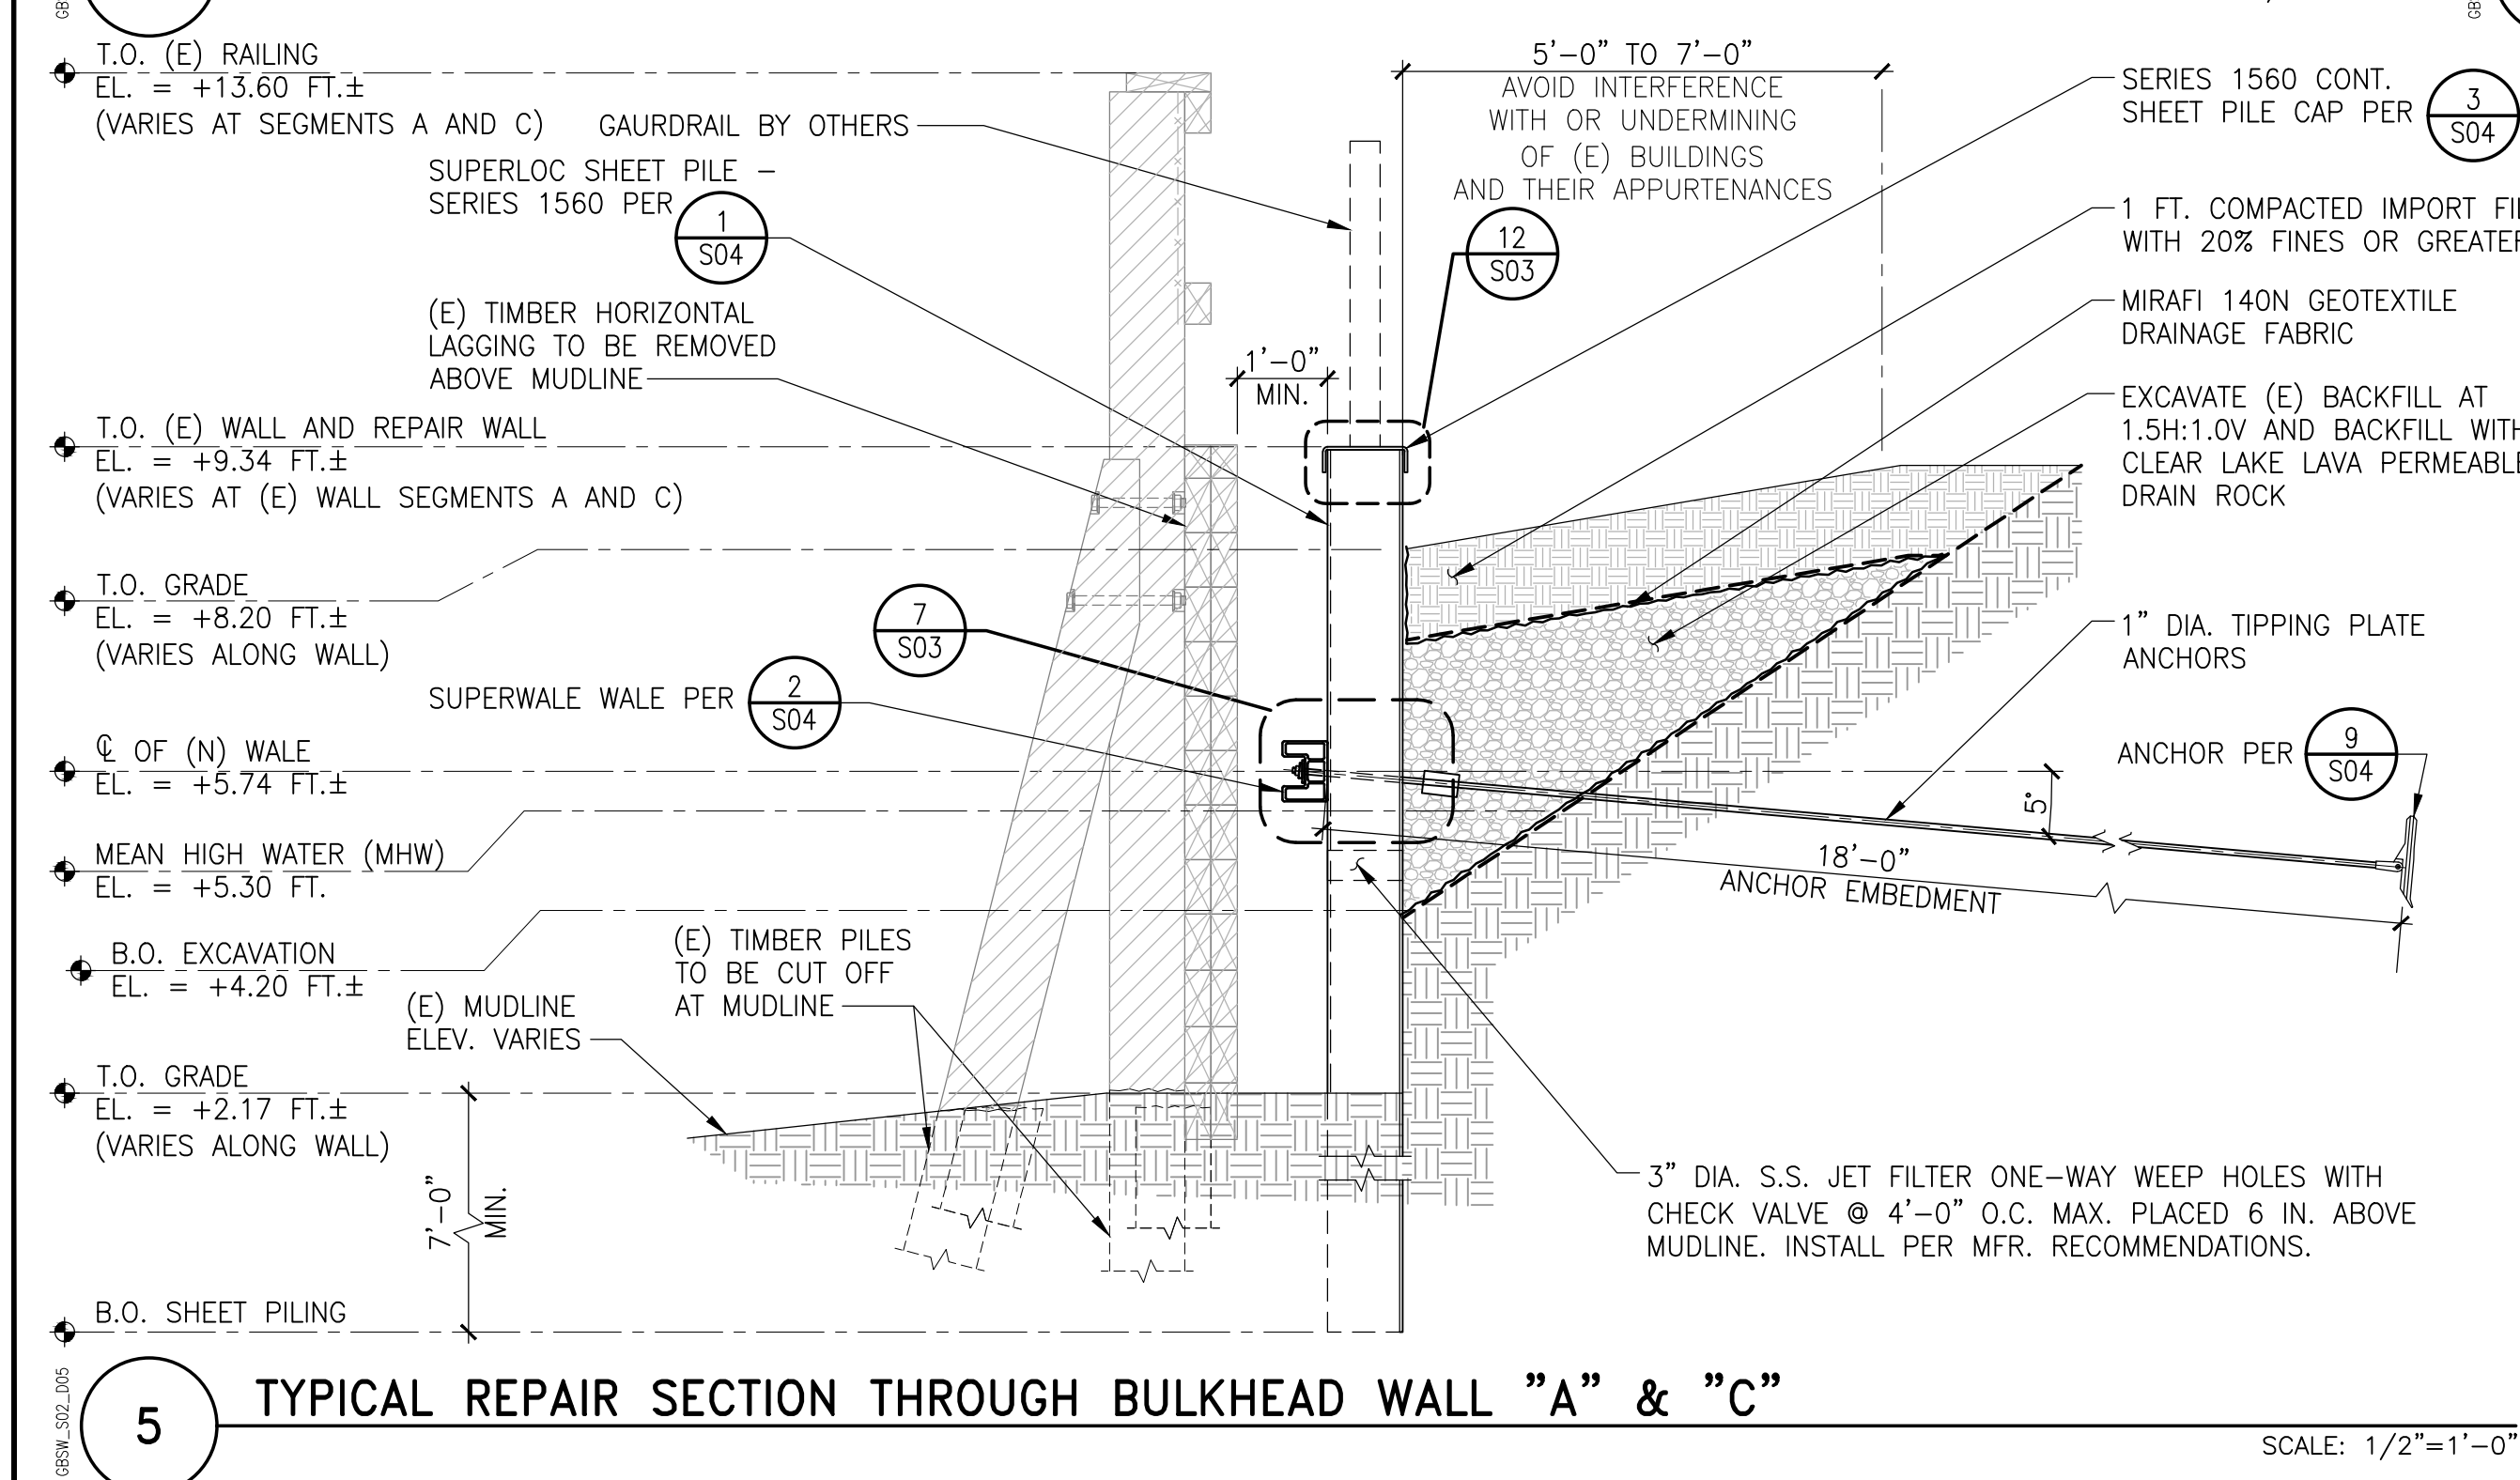 T.O. (E) RAILING
EL. = +13.60 FT.±
(VARIES AT SEGMENTS A AND C)
GAURDRAIL BY OTHERS
SUPERLOC SHEET PILE –
SERIES 1560 PER
1
S04
(E) TIMBER HORIZONTAL
LAGGING TO BE REMOVED
ABOVE MUDLINE
T.O. (E) WALL AND REPAIR WALL
EL. = +9.34 FT.±
(VARIES AT (E) WALL SEGMENTS A AND C)
T.O. GRADE
EL. = +8.20 FT.±
(VARIES ALONG WALL)
7
S03
SUPERWALE WALE PER
2
S04
℄ OF (N) WALE
EL. = +5.74 FT.±
MEAN HIGH WATER (MHW)
EL. = +5.30 FT.
B.O. EXCAVATION
EL. = +4.20 FT.±
(E) TIMBER PILES
TO BE CUT OFF
AT MUDLINE
(E) MUDLINE
ELEV. VARIES
T.O. GRADE
EL. = +2.17 FT.±
(VARIES ALONG WALL)
7'-0"
MIN.
B.O. SHEET PILING
5'-0" TO 7'-0"
AVOID INTERFERENCE
WITH OR UNDERMINING
OF (E) BUILDINGS
AND THEIR APPURTENANCES
12
S03
1'-0"
MIN.
SERIES 1560 CONT.
SHEET PILE CAP PER
3
S04
1 FT. COMPACTED IMPORT
WITH 20% FINES OR
MIRAFI 140N GEOTEXTILE
DRAINAGE FABRIC
EXCAVATE (E) BACKFILL AT
1.5H:1.0V AND BACKFILL
CLEAR LAKE LAVA
DRAIN ROCK
1" DIA. TIPPING PLATE
ANCHORS
ANCHOR PER
9
S04
5°
18'-0"
ANCHOR EMBEDMENT
3" DIA. S.S. JET FILTER ONE-WAY WEEP HOLES WITH
CHECK VALVE @ 4'-0" O.C. MAX. PLACED 6 IN. ABOVE
MUDLINE. INSTALL PER MFR. RECOMMENDATIONS.
GBSW_S02_D05
5
TYPICAL REPAIR SECTION THROUGH BULKHEAD WALL "A" & "C"
SCALE: 1/2"=1'-0"